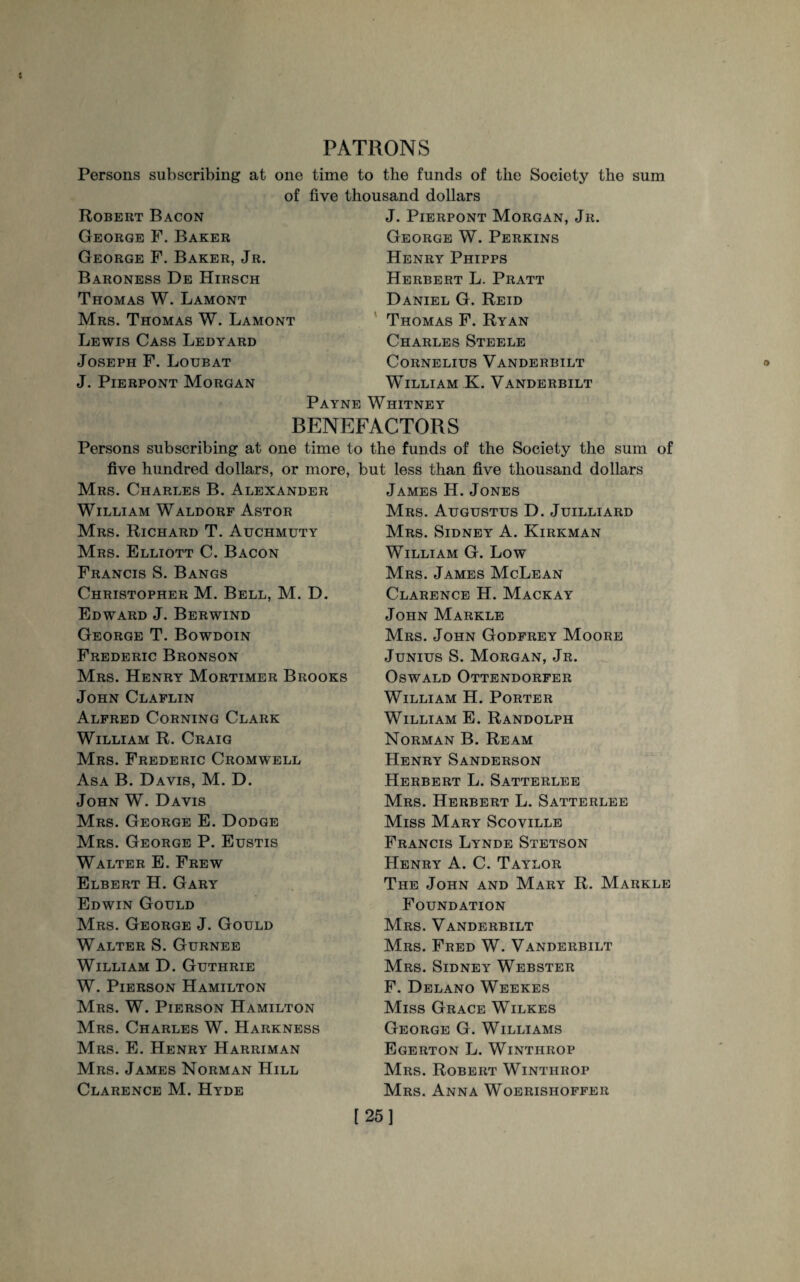 PATRONS
Persons subscribing at one time to the funds of the Society the sum
of five thousand dollars
Robert Bacon
George F. Baker
George F. Baker, Jr.
Baroness De Hirsch
Thomas W. Lamont
Mrs. Thomas W. Lamont
Lewis Cass Ledyard
Joseph F. Loubat
J. Pierpont Morgan
J. Pierpont Morgan, Jr.
George W. Perkins
Henry Phipps
Herbert L. Pratt
Daniel G. Reid
Thomas F. Ryan
Charles Steele
Cornelius Vanderbilt
William K. Vanderbilt
Payne Whitney
BENEFACTORS
Persons subscribing at one time to the funds of the Society the sum of
five hundred dollars, or more, but less than five thousand dollars
Mrs. Charles B. Alexander
William Waldorf Astor
Mrs. Richard T. Auchmuty
Mrs. Elliott C. Bacon
Francis S. Bangs
Christopher M. Bell, M. D.
Edward J. Berwind
George T. Bowdoin
Frederic Bronson
Mrs. Henry Mortimer Brooks
John Claflin
Alfred Corning Clark
William R. Craig
Mrs. Frederic Cromwell
Asa B. Davis, M. D.
John W. Davis
Mrs. George E. Dodge
Mrs. George P. Eustis
Walter E. Frew
Elbert H. Gary
Edwin Gould
Mrs. George J. Gould
Walter S. Gurnee
William D. Guthrie
W. Pierson Hamilton
Mrs. W. Pierson Hamilton
Mrs. Charles W. Harkness
Mrs. E. Henry Harriman
Mrs. James Norman Hill
Clarence M. Hyde
James H. Jones
Mrs. Augustus D. Juilliard
Mrs. Sidney A. Kirkman
William G. Low
Mrs. James McLean
Clarence H. Mackay
John Markle
Mrs. John Godfrey Moore
Junius S. Morgan, Jr.
Oswald Ottendorfer
William H. Porter
William E. Randolph
Norman B. Ream
Henry Sanderson
Herbert L. Satterlee
Mrs. Herbert L. Satterlee
Miss Mary Scoville
Francis Lynde Stetson
Henry A. C. Taylor
The John and Mary R. Markle
Foundation
Mrs. Vanderbilt
Mrs. Fred W. Vanderbilt
Mrs. Sidney Webster
F. Delano Weekes
Miss Grace Wilkes
George G. Williams
Egerton L. Winthrop
Mrs. Robert Winthrop
Mrs. Anna Woerishoffer
[ 25 ]